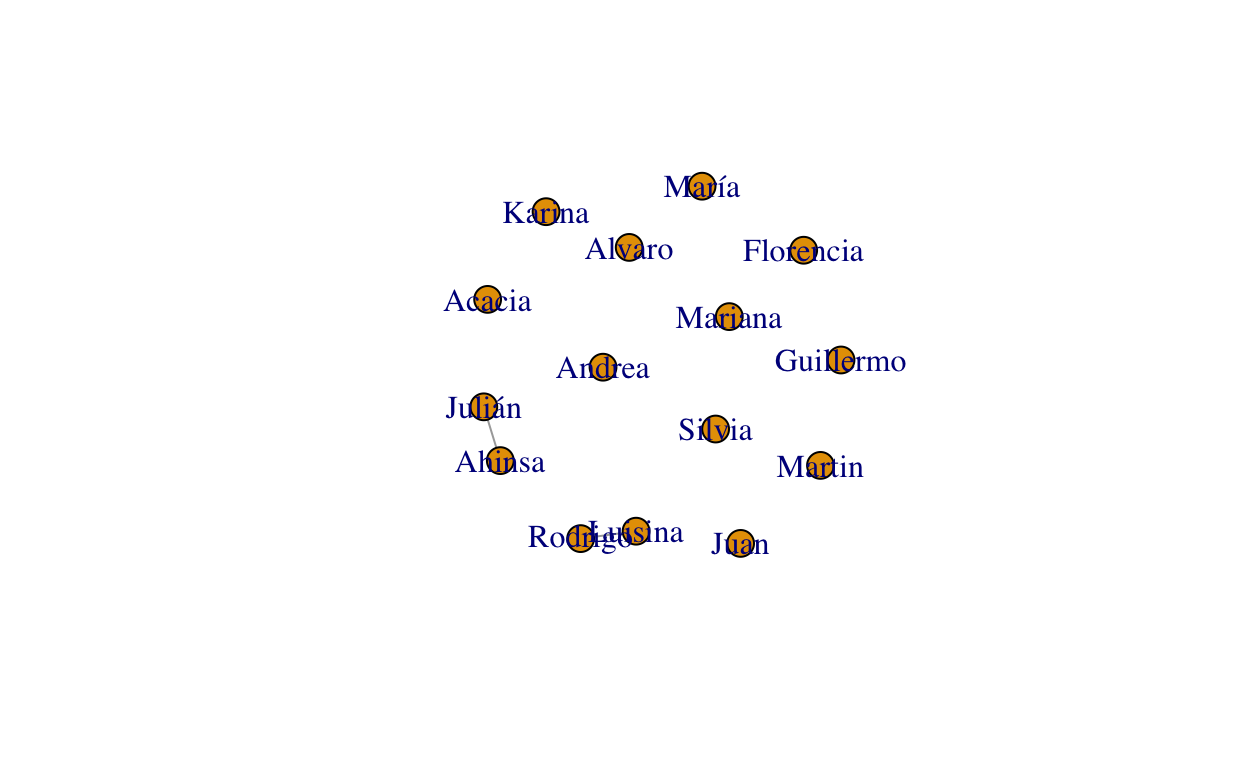 María
Karina
Alvaro
Florencia
Acacia
Mariana
Guillermo
Andrea
Julián
Silvia
Ahinsa
Martin
Rodrigo
Luisina
Juan